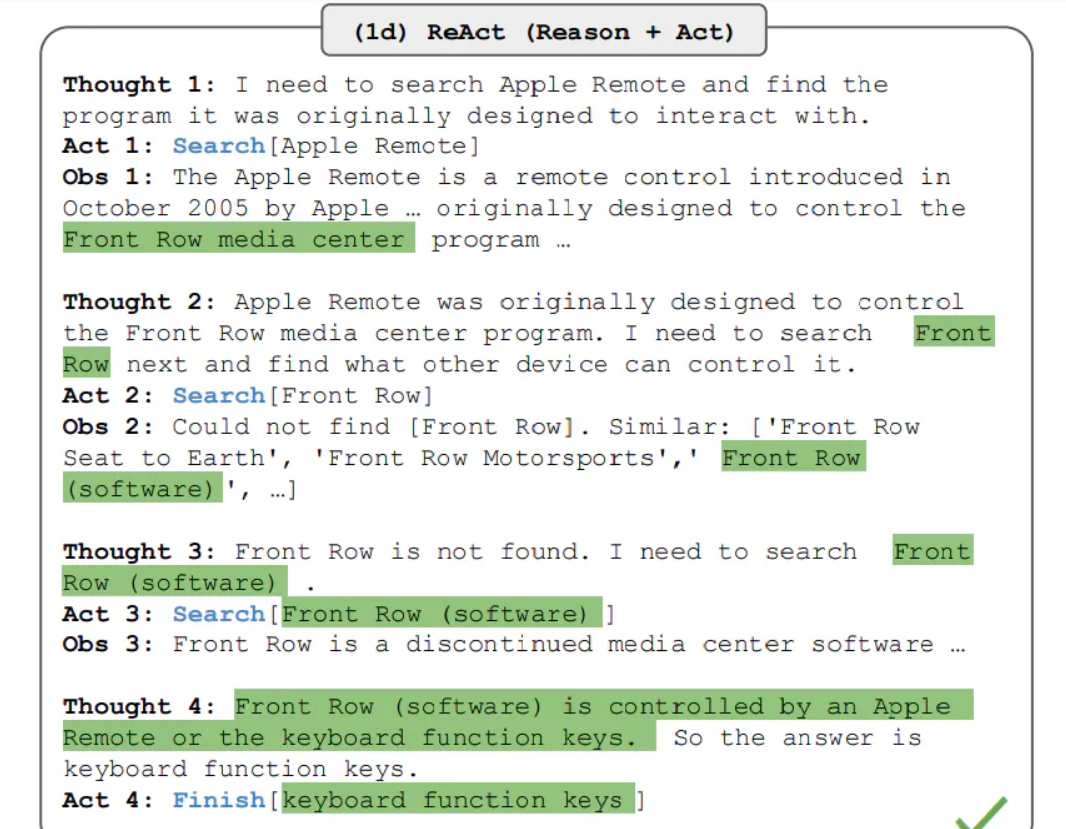 (1d) ReAct (Reason + Act)
Thought 1: I need to search Apple Remote and find the
program it was originally designed to interact with.
Act 1: Search[Apple Remote]
Obs 1: The Apple Remote is a remote control introduced in
October 2005 by Apple … originally designed to control the
Front Row media center program …
Thought 2: Apple Remote was originally designed to control
the Front Row media center program. I need to search Front
Row next and find what other device can control it.
Act 2: Search[Front Row]
Obs 2: Could not find [Front Row]. Similar: ['Front Row
Seat to Earth', 'Front Row Motorsports',' Front Row
(software)', …]
Thought 3: Front Row is not found. I need to search Front
Row (software) .
Act 3: Search[Front Row (software) ]
Obs 3: Front Row is a discontinued media center software …
Thought 4: Front Row (software) is controlled by an Apple
Remote or the keyboard function keys. So the answer is
keyboard function keys.
Act 4: Finish[keyboard function keys ]